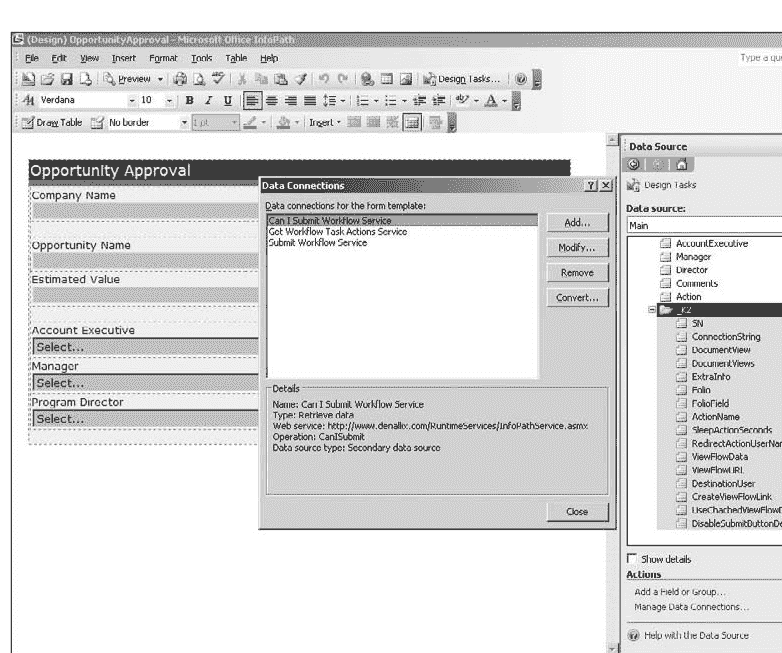 (Design) OpportunityApproval - Microsoft Office InfoPath
File Edit View Insert Format Tools Table Help
Type a que
Preview Design Tasks...
Verdana 10 B I U
Draw Table No border 1 pt Insert
Opportunity Approval
Company Name
Opportunity Name
Estimated Value
Account Executive
Select...
Manager
Select...
Program Director
Select...
Data Connections
Data connections for the form template:
Can I Submit Workflow Service
Get Workflow Task Actions Service
Submit Workflow Service
Add...
Modify...
Remove
Convert...
Details
Name: Can I Submit Workflow Service
Type: Retrieve data
Web service: http://www.denallix.com/RuntimeServices/InfoPathService.asmx
Operation: CanISubmit
Data source type: Secondary data source
Close
Data Source
Design Tasks
Data source:
Main
AccountExecutive
Manager
Director
Comments
Action
_K2
SN
ConnectionString
DocumentView
DocumentViews
ExtraInfo
Folio
FolioField
ActionName
SleepActionSeconds
RedirectActionUserNar
ViewFlowData
ViewFlowURL
DestinationUser
CreateViewFlowLink
UseChachedViewFlowD
DisableSubmitButtonDe
Show details
Actions
Add a Field or Group...
Manage Data Connections...
Help with the Data Source